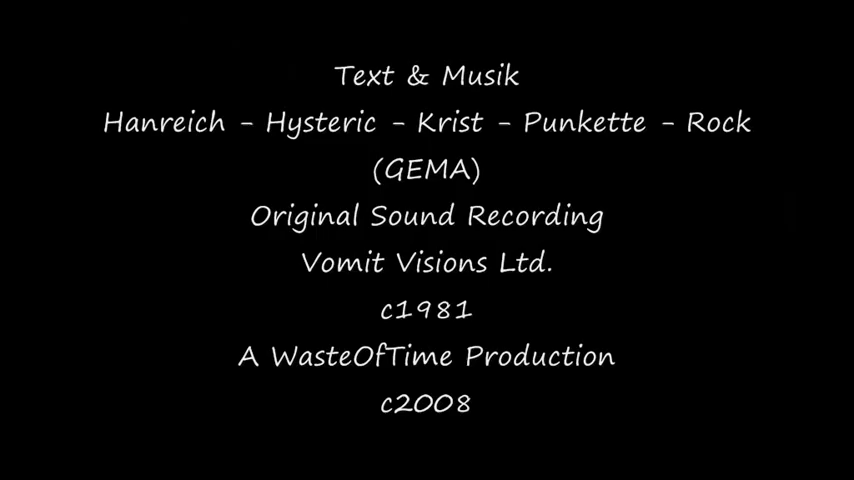 Text & Musik
Hanreich - Hysteric - Krist - Punkette - Rock
(GEMA)
Original Sound Recording
Vomit Visions Ltd.
c1981
A WasteOfTime Production
c2008